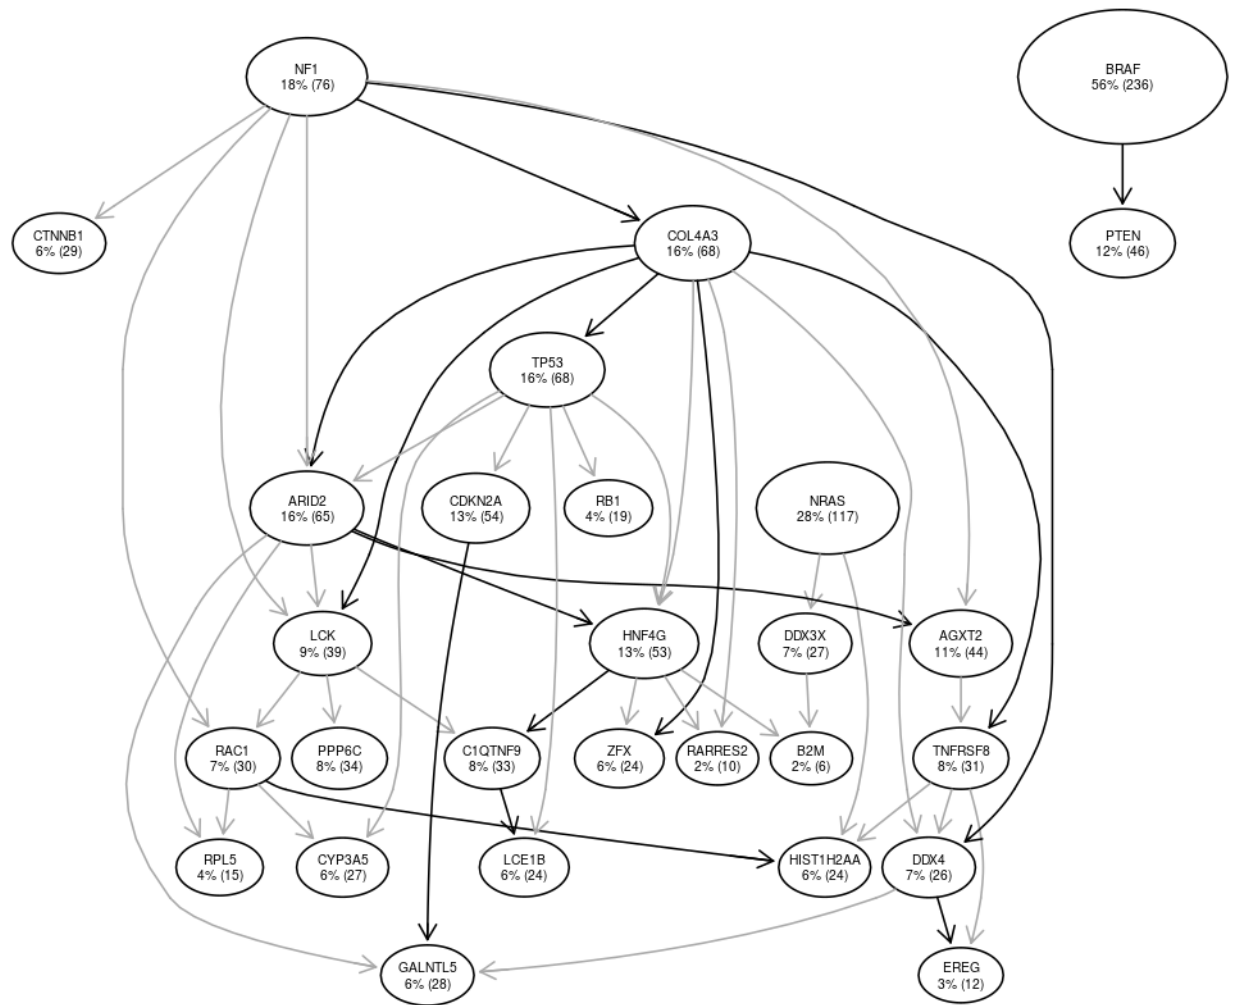 NF1
18% (76)
BRAF
56% (236)
CTNNB1
6% (29)
COL4A3
16% (68)
PTEN
12% (46)
TP53
16% (68)
ARID2
16% (65)
CDKN2A
13% (54)
RB1
4% (19)
NRAS
28% (117)
LCK
9% (39)
HNF4G
13% (53)
DDX3X
7% (27)
AGXT2
11% (44)
RAC1
7% (30)
PPP6C
8% (34)
C1QTNF9
8% (33)
ZFX
6% (24)
RARRES2
2% (10)
B2M
2% (6)
TNFRSF8
8% (31)
RPL5
4% (15)
CYP3A5
6% (27)
LCE1B
6% (24)
HIST1H2AA
6% (24)
DDX4
7% (26)
GALNTL5
6% (28)
EREG
3% (12)